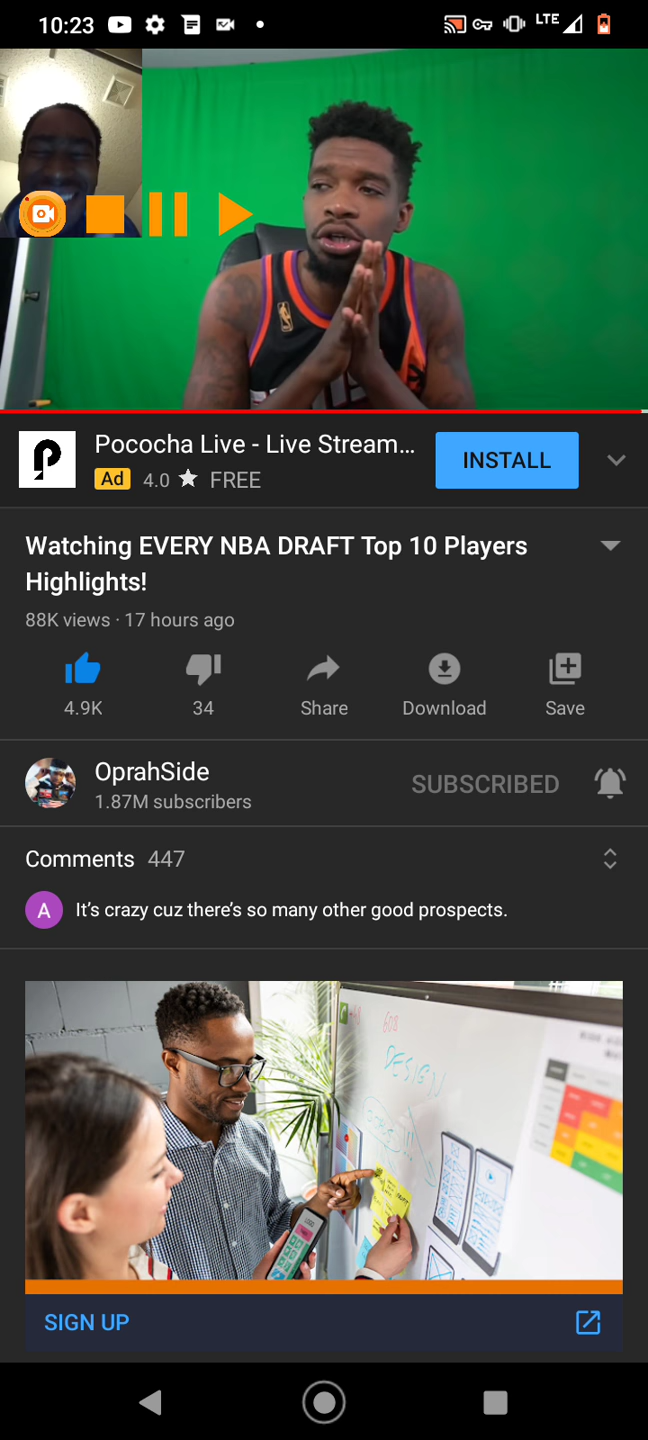 10:23
LTE
Pococha Live - Live Stream...
INSTALL
Ad 4.0 ★ FREE
Watching EVERY NBA DRAFT Top 10 Players
Highlights!
88K views · 17 hours ago
4.9K
34
Share
Download
Save
OprahSide
1.87M subscribers
SUBSCRIBED
Comments 447
A
It's crazy cuz there's so many other good prospects.
608
DESIGN
SIGN UP